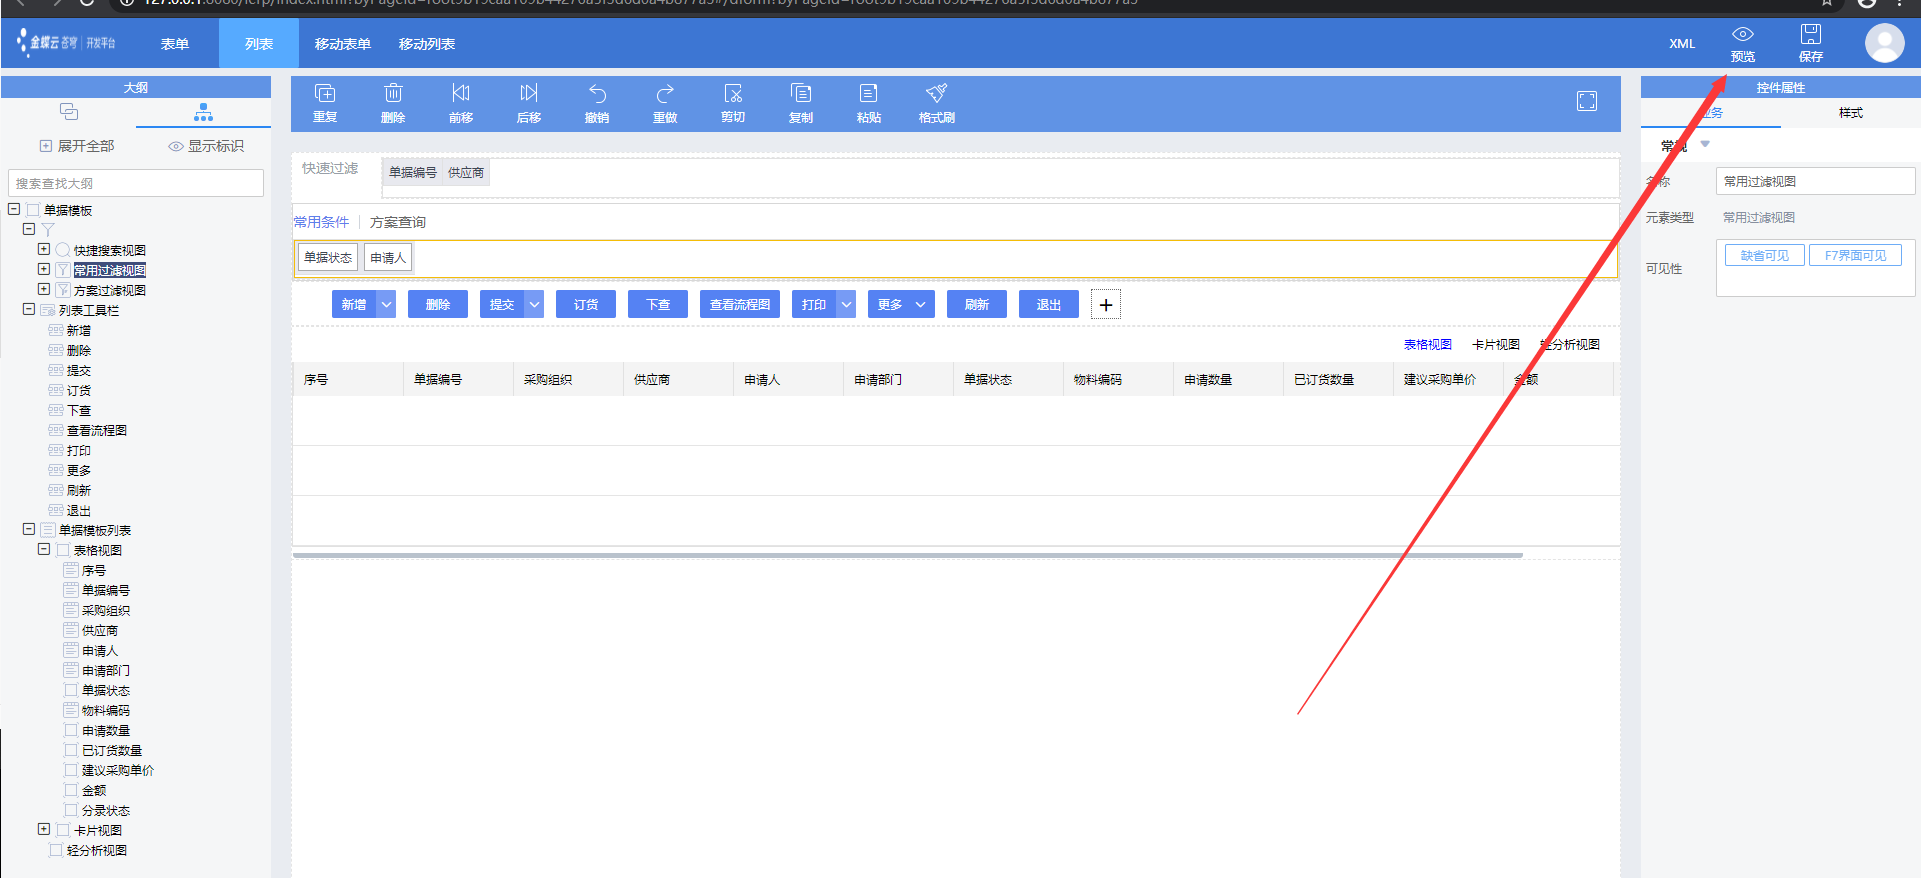 金蝶云 苍穹 | 开发平台
表单
列表
移动表单
移动列表
XML
预览
保存
大纲
展开全部
显示标识
搜索查找大纲
单据模板
快捷搜索视图
常用过滤视图
方案过滤视图
列表工具栏
新增
删除
提交
订货
下查
查看流程图
打印
更多
刷新
退出
单据模板列表
表格视图
序号
单据编号
采购组织
供应商
申请人
申请部门
单据状态
物料编码
申请数量
已订货数量
建议采购单价
金额
分录状态
卡片视图
轻分析视图
重复
删除
前移
后移
撤销
重做
剪切
复制
粘贴
格式刷
快速过滤
单据编号 供应商
常用条件 方案查询
单据状态 申请人
新增 删除 提交 订货 下查 查看流程图 打印 更多 刷新 退出
表格视图 卡片视图 轻分析视图
序号 单据编号 采购组织 供应商 申请人 申请部门 单据状态 物料编码 申请数量 已订货数量 建议采购单价 金额
控件属性
业务 样式
常规
名称 常用过滤视图
元素类型 常用过滤视图
可见性 缺省可见 F7界面可见